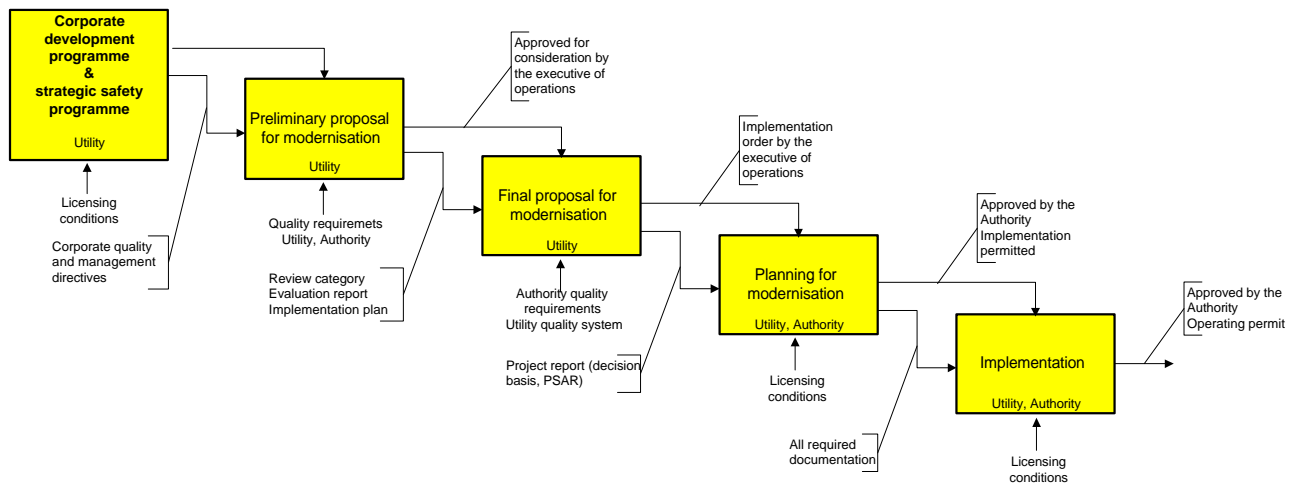 Corporate
development
programme
&
strategic safety
programme
Utility
Licensing
conditions
Corporate quality
and management
directives
Preliminary proposal
for modernisation
Utility
Quality requiremets
Utility, Authority
Review category
Evaluation report
Implementation plan
Approved for
consideration by
the executive of
operations
Final proposal for
modernisation
Utility
Authority quality
requirements
Utility quality system
Project report (decision
basis, PSAR)
Implementation
order by the
executive of
operations
Planning for
modernisation
Utility, Authority
Licensing
conditions
All required
documentation
Approved by the
Authority
Implementation
permitted
Implementation
Utility, Authority
Licensing
conditions
Approved by the
Authority
Operating permit